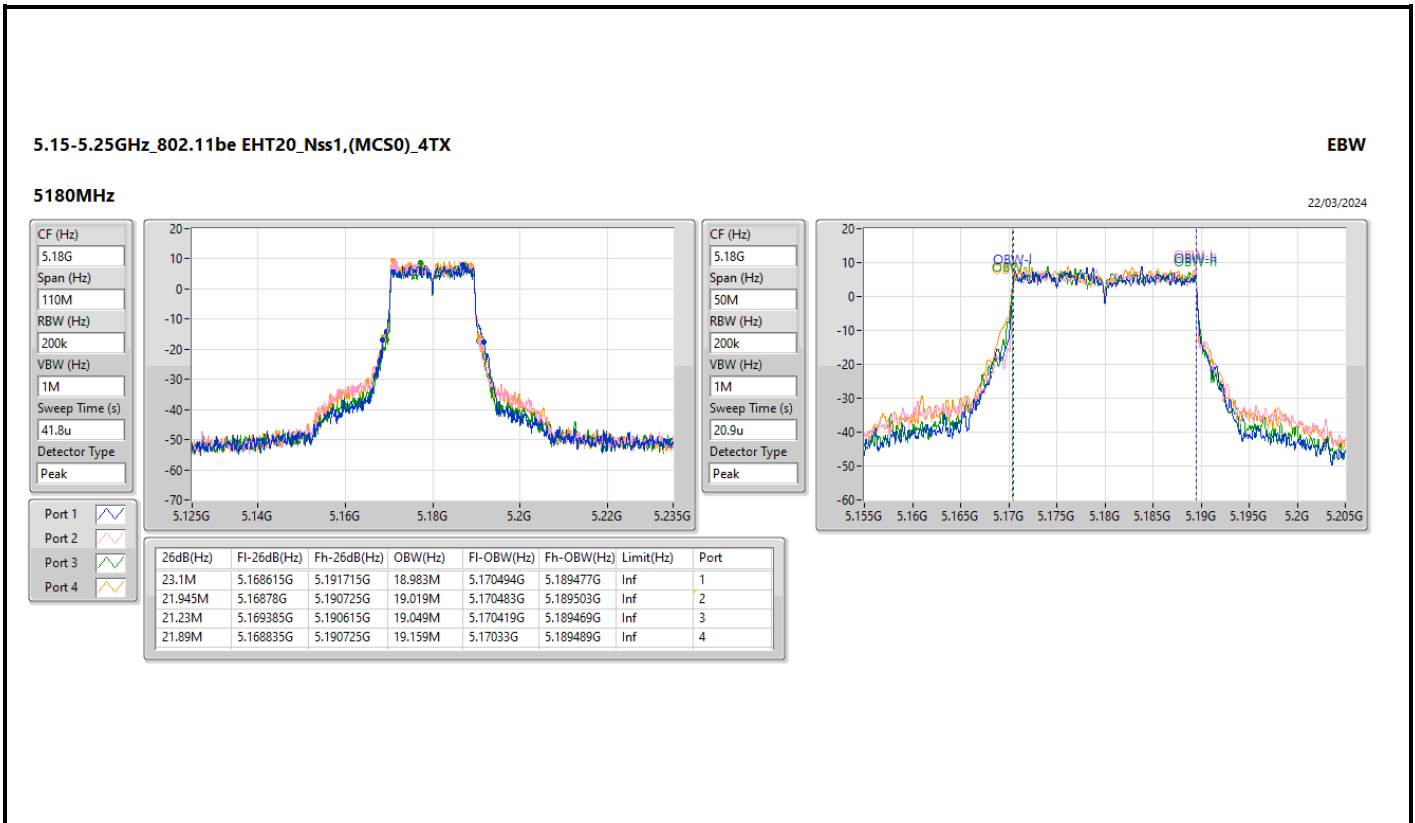 5.15-5.25GHz_802.11be EHT20_Nss1,(MCS0)_4TX
EBW
5180MHz
22/03/2024
CF (Hz)
5.18G
Span (Hz)
110M
RBW (Hz)
200k
VBW (Hz)
1M
Sweep Time (s)
41.8u
Detector Type
Peak
20
10
0
-10
-20
-30
-40
-50
-60
-70
5.125G 5.14G 5.16G 5.18G 5.2G 5.22G 5.235G
CF (Hz)
5.18G
Span (Hz)
50M
RBW (Hz)
200k
VBW (Hz)
1M
Sweep Time (s)
20.9u
Detector Type
Peak
20
10
0
-10
-20
-30
-40
-50
-60
OBW-l
OBW-h
5.155G 5.16G 5.165G 5.17G 5.175G 5.18G 5.185G 5.19G 5.195G 5.2G 5.205G
Port 1
Port 2
Port 3
Port 4
26dB(Hz) Fl-26dB(Hz) Fh-26dB(Hz) OBW(Hz) Fl-OBW(Hz) Fh-OBW(Hz) Limit(Hz) Port
23.1M 5.168615G 5.191715G 18.983M 5.170494G 5.189477G Inf 1
21.945M 5.16878G 5.190725G 19.019M 5.170483G 5.189503G Inf 2
21.23M 5.169385G 5.190615G 19.049M 5.170419G 5.189469G Inf 3
21.89M 5.168835G 5.190725G 19.159M 5.17033G 5.189489G Inf 4